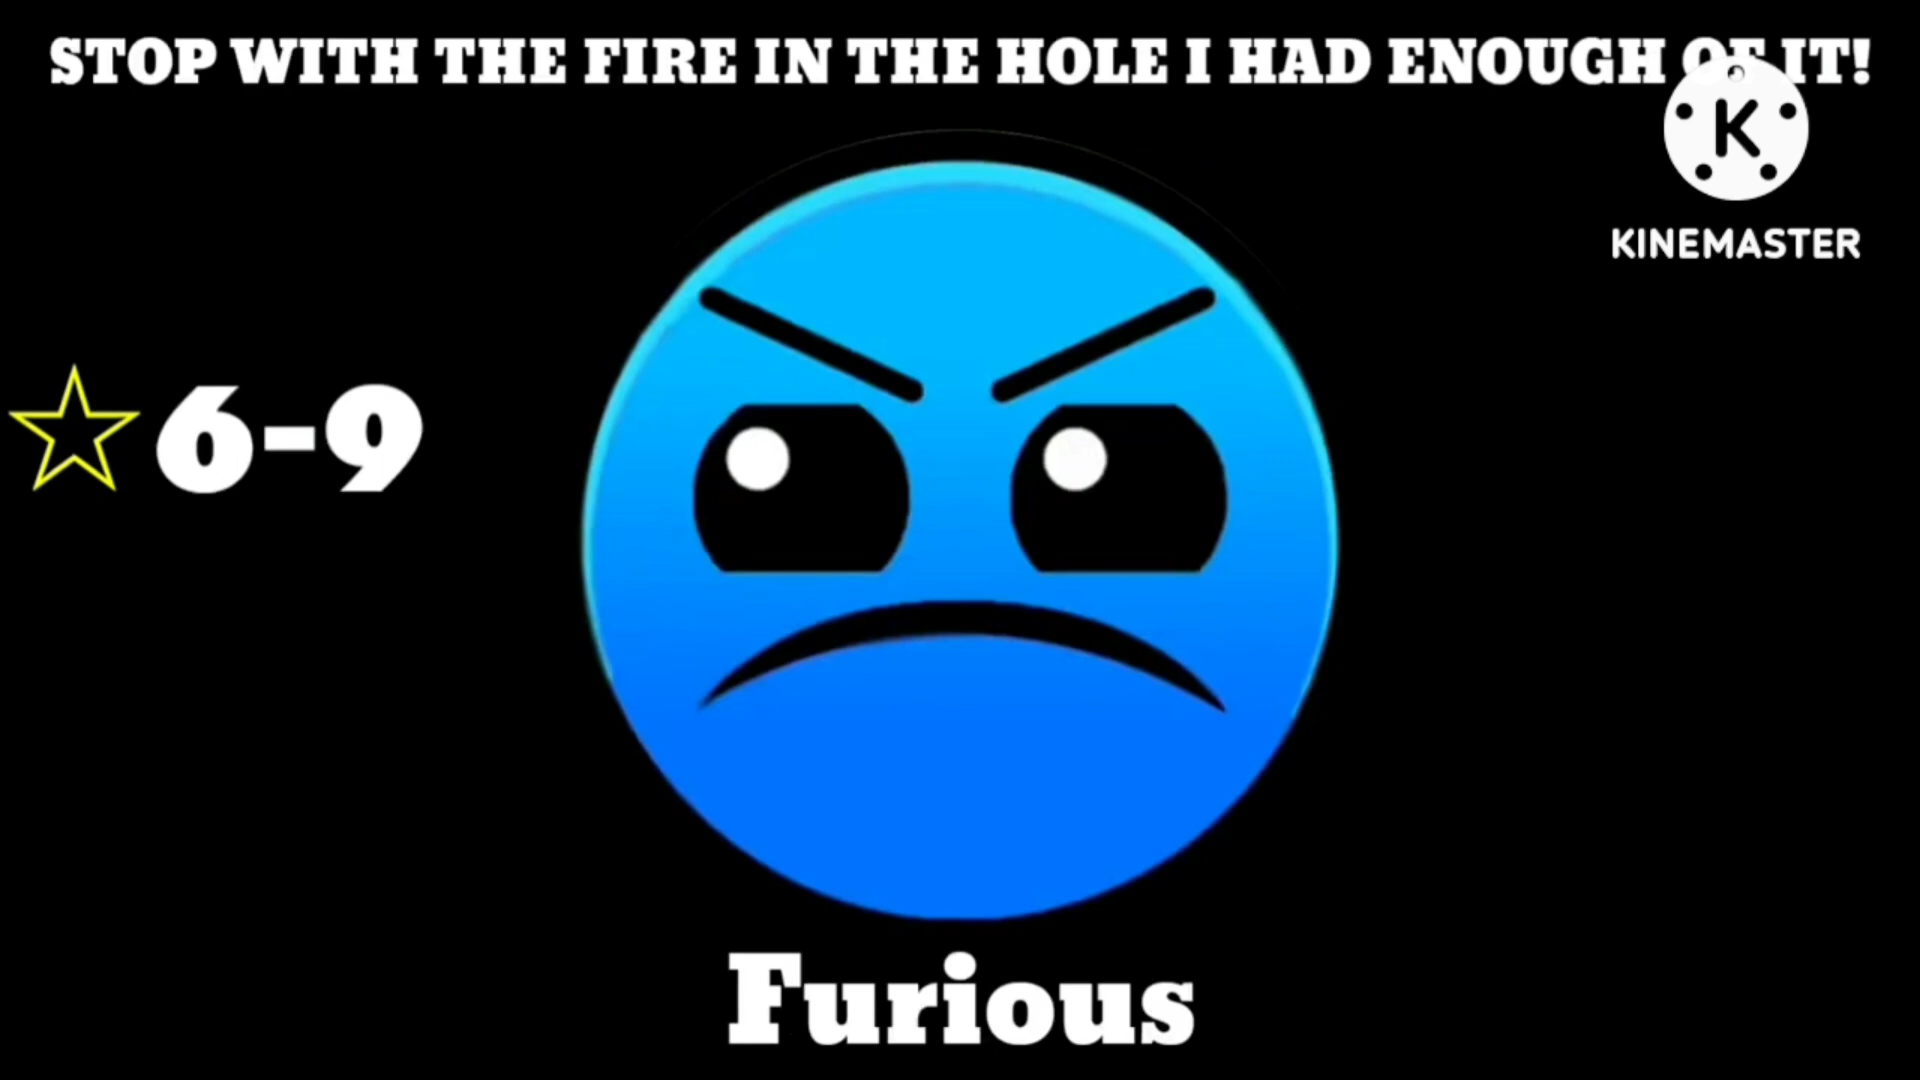 STOP WITH THE FIRE IN THE HOLE I HAD ENOUGH OF IT!
K
KINEMASTER
6-9
Furious